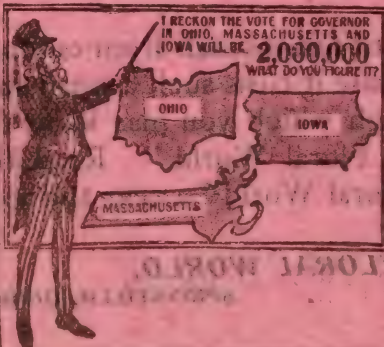 I RECKON THE VOTE FOR GOVERNOR
IN OHIO, MASSACHUSETTS AND
IOWA WILL BE 2,000,000
WHAT DO YOU FIGURE IT?
OHIO
IOWA
MASSACHUSETTS
FLORAL WORLD,